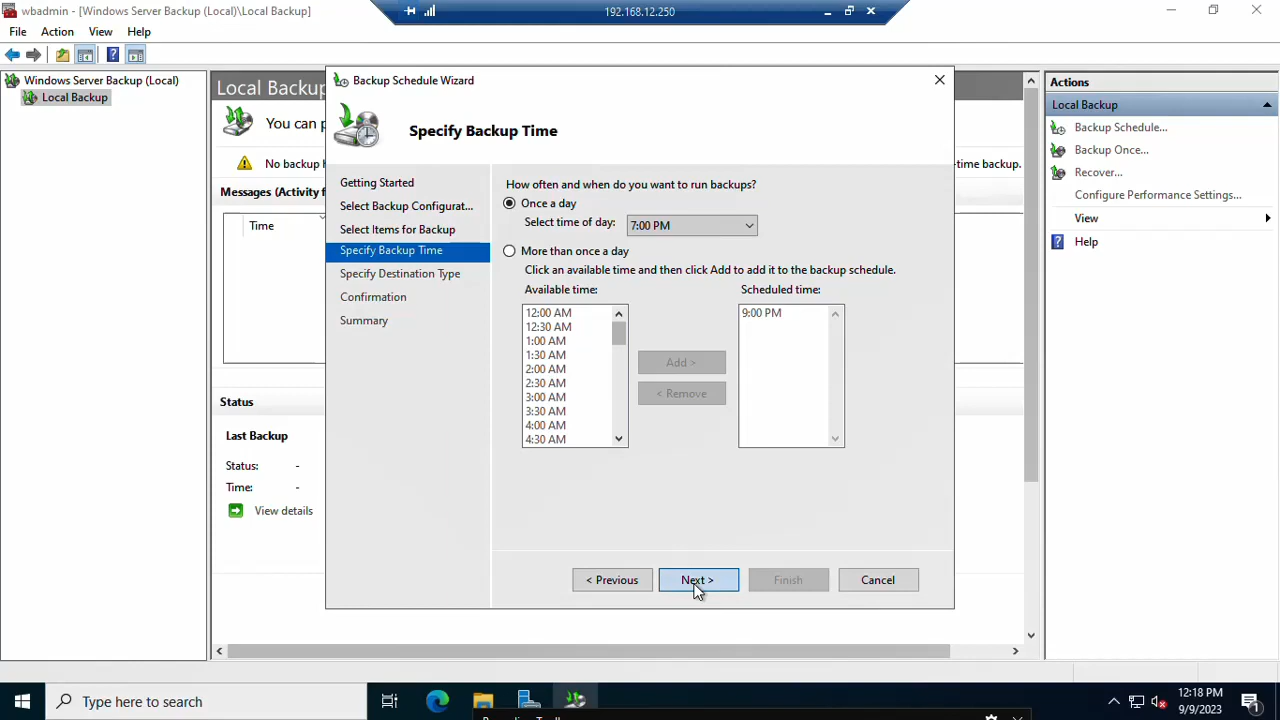 wbadmin - [Windows Server Backup (Local)\Local Backup]
192.168.12.250
File Action View Help
Windows Server Backup (Local)
Local Backup
Local Backup
You can p
No backup h
-time backup.
Messages (Activity f
Time
Status
Last Backup
Status: -
Time: -
View details
Backup Schedule Wizard
Specify Backup Time
Getting Started
Select Backup Configurat...
Select Items for Backup
Specify Backup Time
Specify Destination Type
Confirmation
Summary
How often and when do you want to run backups?
Once a day
Select time of day: 7:00 PM
More than once a day
Click an available time and then click Add to add it to the backup schedule.
Available time:
12:00 AM
12:30 AM
1:00 AM
1:30 AM
2:00 AM
2:30 AM
3:00 AM
3:30 AM
4:00 AM
4:30 AM
Add >
< Remove
Scheduled time:
9:00 PM
< Previous
Next >
Finish
Cancel
Actions
Local Backup
Backup Schedule...
Backup Once...
Recover...
Configure Performance Settings...
View
Help
Type here to search
12:18 PM
9/9/2023
1